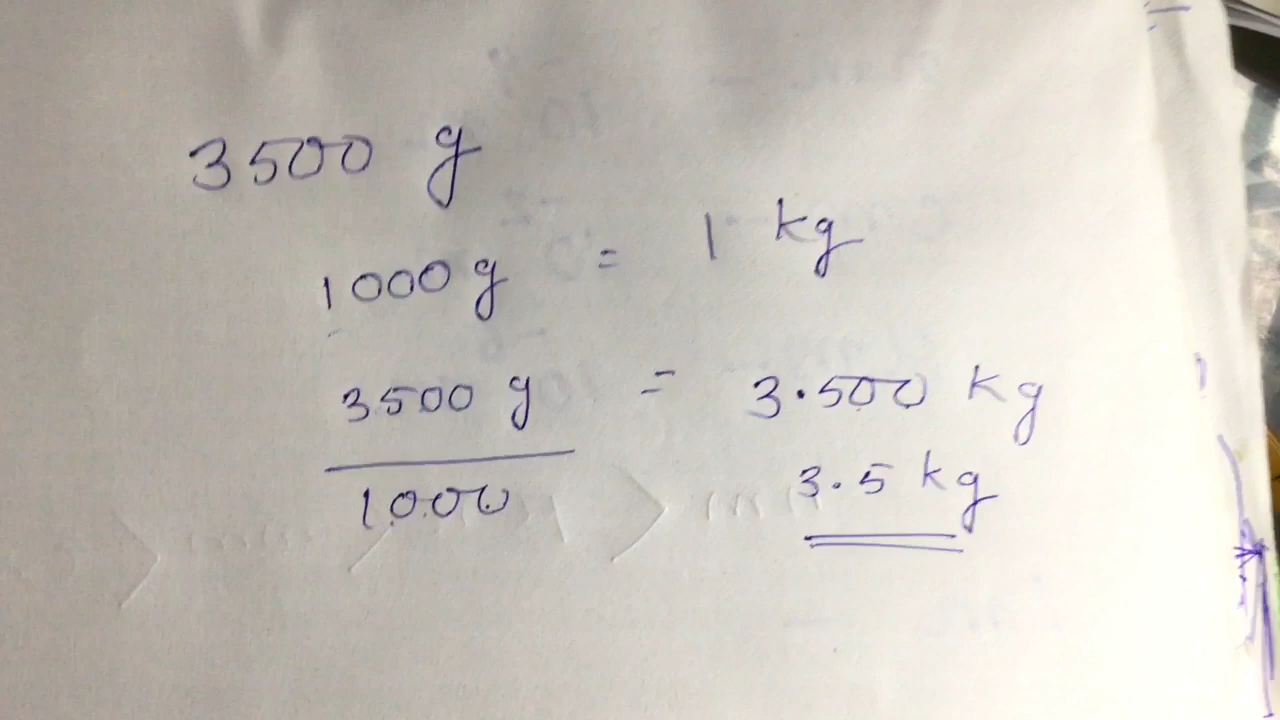 3500 g
1000 g = 1 kg
3500 g = 3.500 kg
1000
3.5 kg